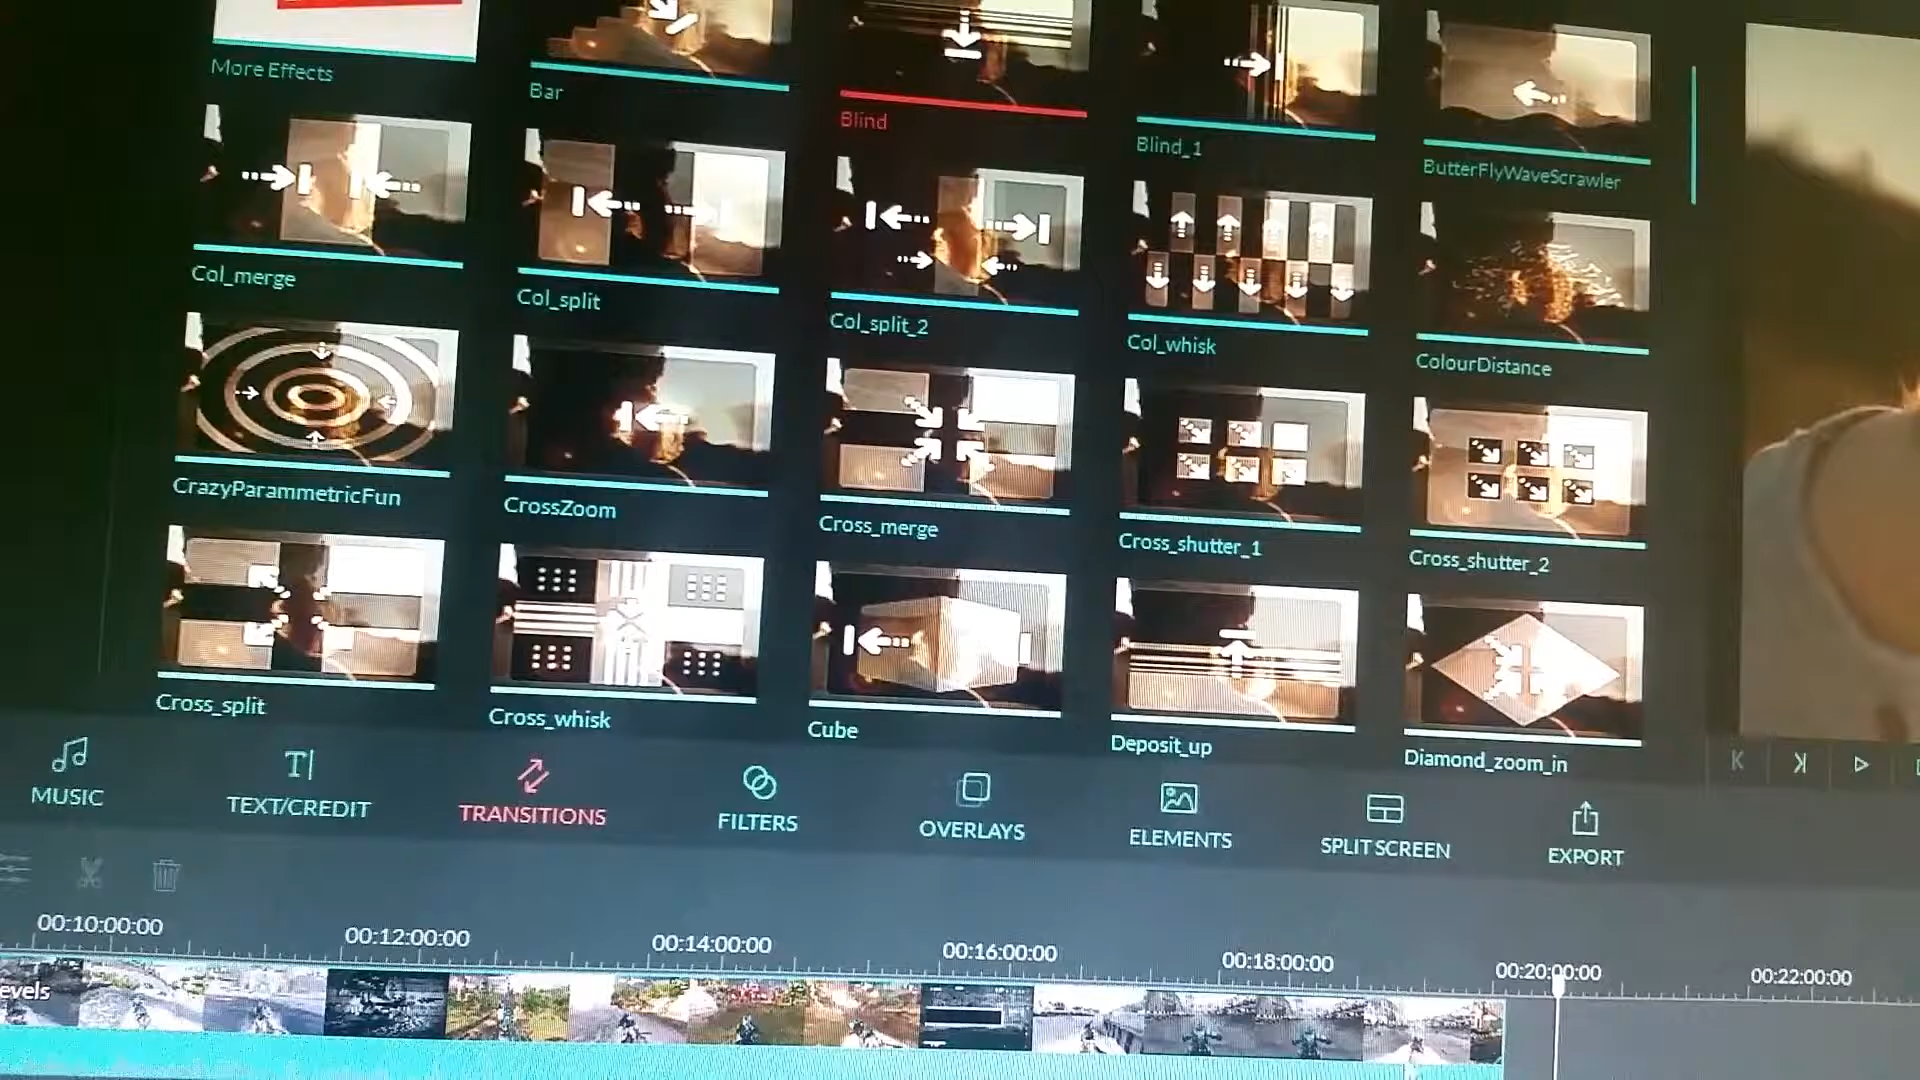 More Effects
Bar
Blind
Blind_1
ButterFlyWaveScrawler
Col_merge
Col_split
Col_split_2
Col_whisk
ColourDistance
CrazyParammetricFun
CrossZoom
Cross_merge
Cross_shutter_1
Cross_shutter_2
Cross_split
Cross_whisk
Cube
Deposit_up
Diamond_zoom_in
MUSIC
TEXT/CREDIT
TRANSITIONS
FILTERS
OVERLAYS
ELEMENTS
SPLIT SCREEN
EXPORT
00:10:00:00
00:12:00:00
00:14:00:00
00:16:00:00
00:18:00:00
00:20:00:00
00:22:00:00
evels